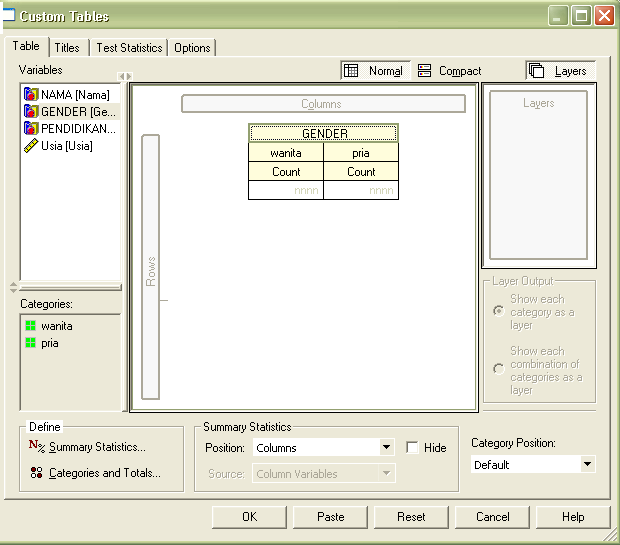 Custom Tables
Table Titles Test Statistics Options
Variables
Normal Compact Layers
NAMA [Nama]
GENDER [Ge...
PENDIDIKAN...
Usia [Usia]
Columns
Rows
GENDER
wanita pria
Count Count
nnnn nnnn
Layers
Categories:
wanita
pria
Layer Output
Show each
category as a
layer
Show each
combination of
categories as a
layer
Define
N% Summary Statistics...
Categories and Totals...
Summary Statistics
Position: Columns Hide
Source: Column Variables
Category Position:
Default
OK Paste Reset Cancel Help